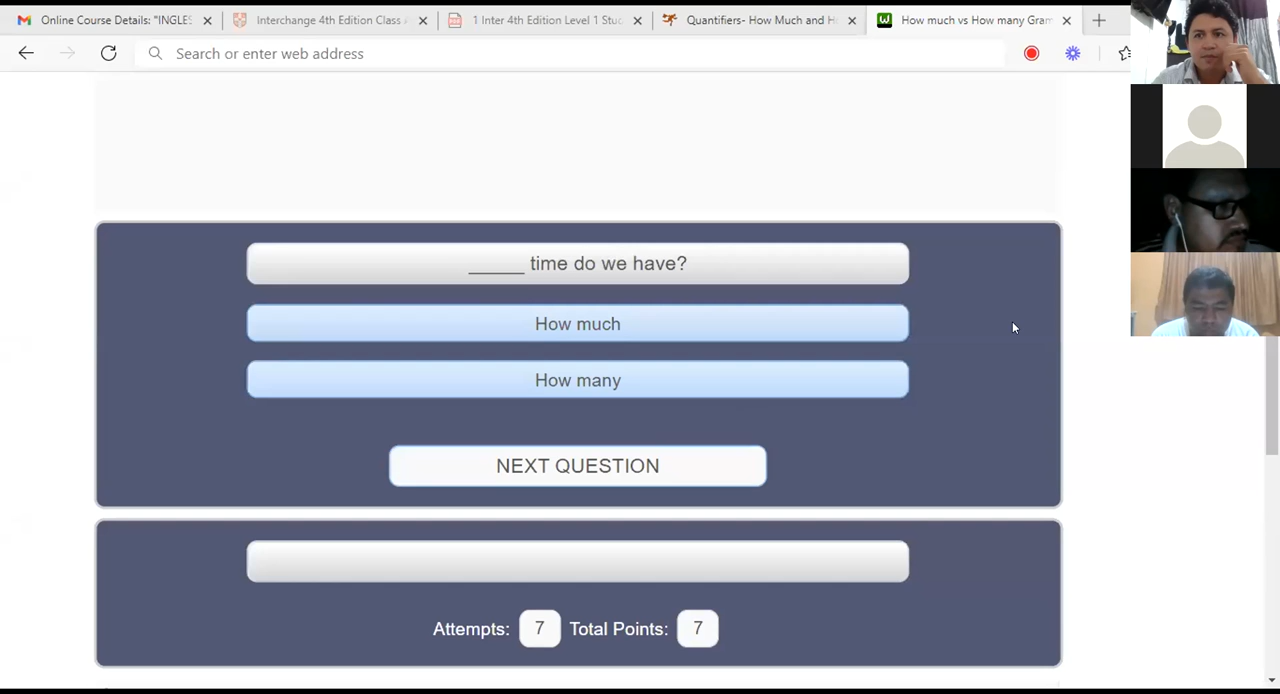 Online Course Details: "INGLES
Interchange 4th Edition Class A
1 Inter 4th Edition Level 1 Stud
Quantifiers- How Much and H
How much vs How many Gram
Search or enter web address
_____ time do we have?
How much
How many
NEXT QUESTION
Attempts: 7 Total Points: 7